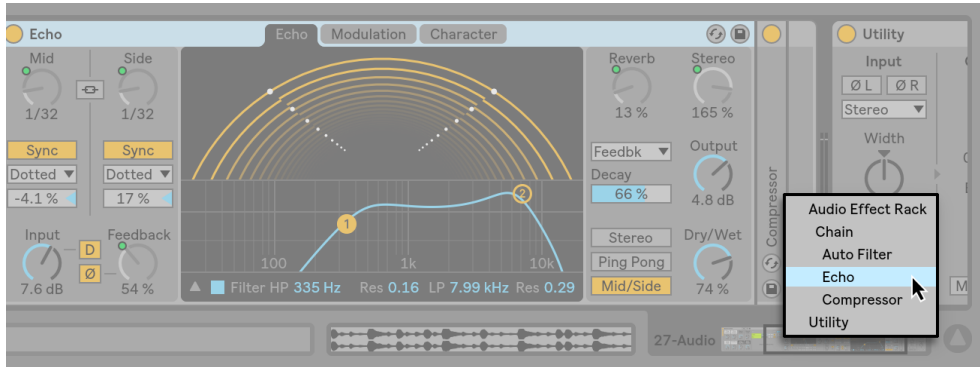 Echo
Echo
Modulation
Character
Utility
Mid
Side
1/32
1/32
Sync
Sync
Dotted
Dotted
-4.1 %
17 %
Input
Feedback
D
Ø
7.6 dB
54 %
1
2
100
1k
10k
Filter HP 335 Hz Res 0.16 LP 7.99 kHz Res 0.29
Reverb
Stereo
13 %
165 %
Feedbk
Output
Decay
66 %
4.8 dB
Stereo
Dry/Wet
Ping Pong
Mid/Side
74 %
Compressor
Input
Ø L
Ø R
Stereo
Width
Audio Effect Rack
Chain
Auto Filter
Echo
Compressor
Utility
M
27-Audio